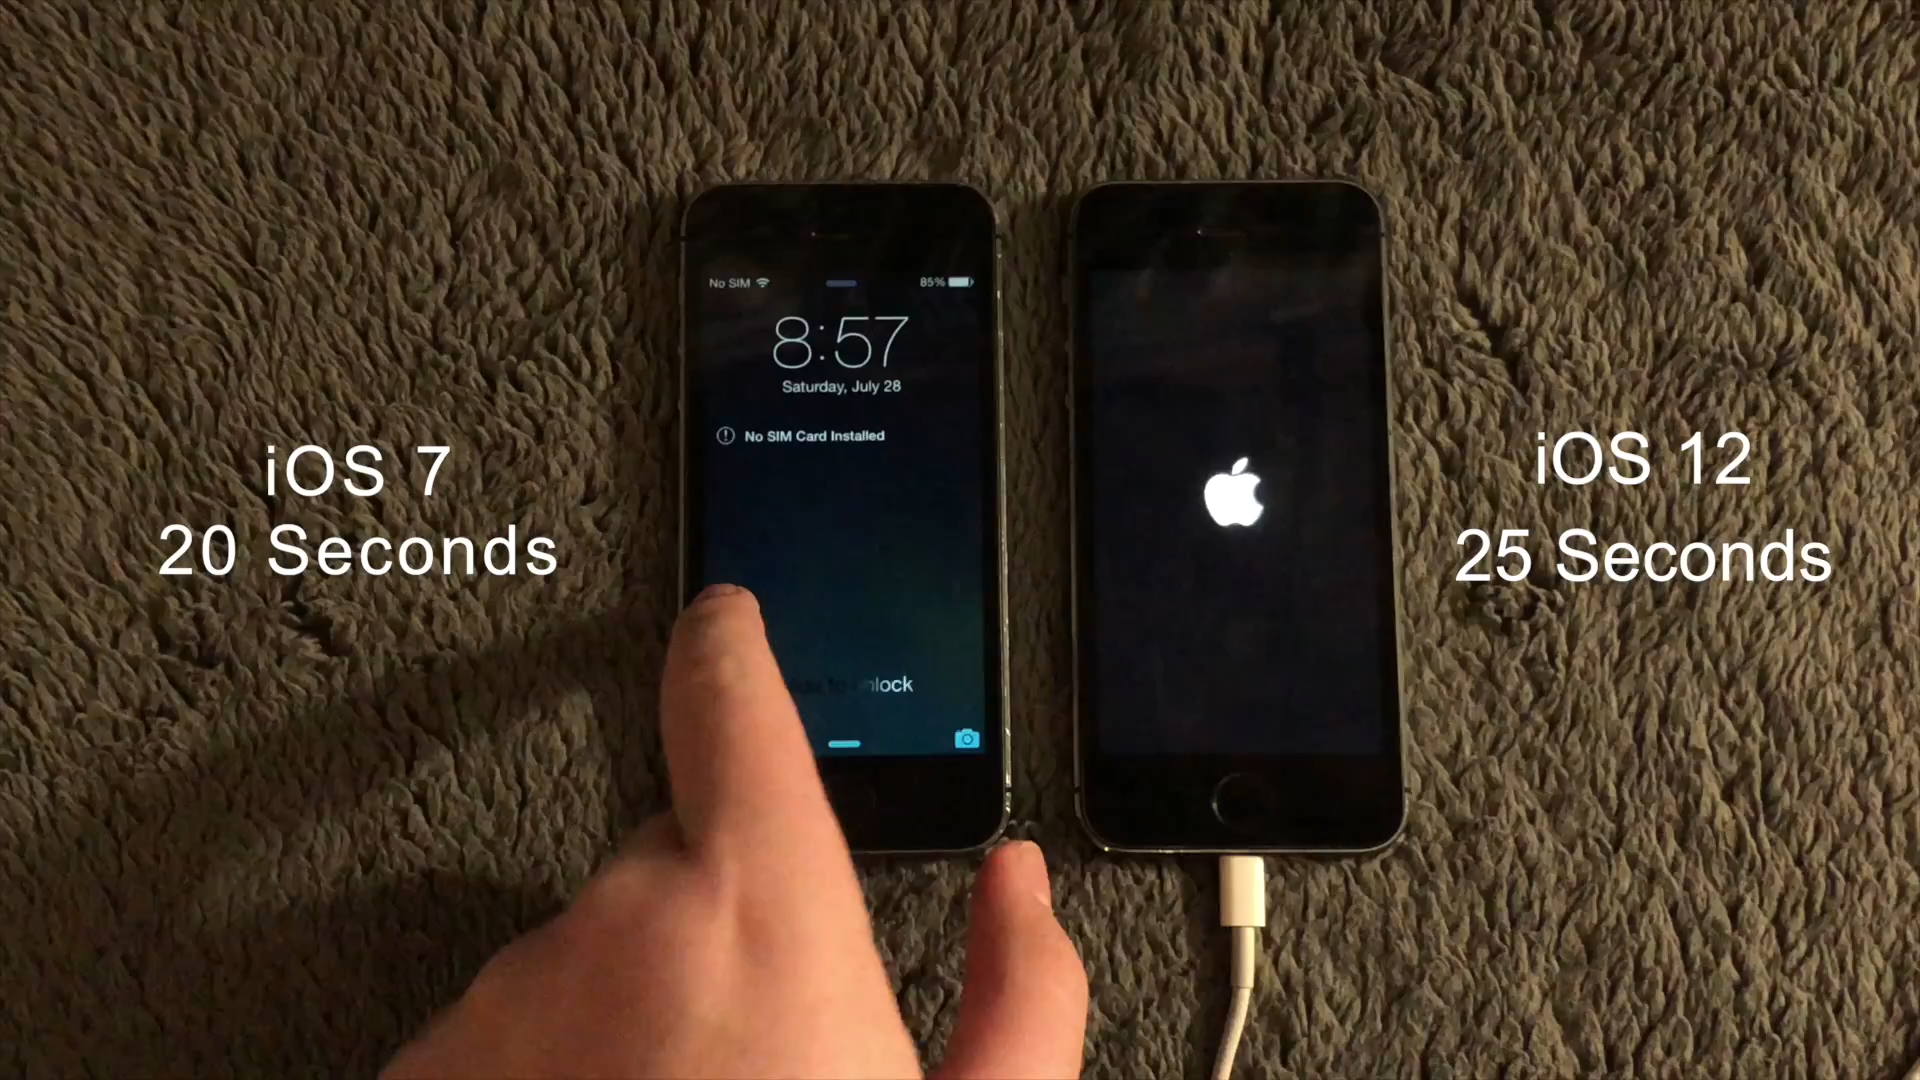 No SIM 85%
8:57
Saturday, July 28
No SIM Card Installed
iOS 7
20 Seconds
iOS 12
25 Seconds